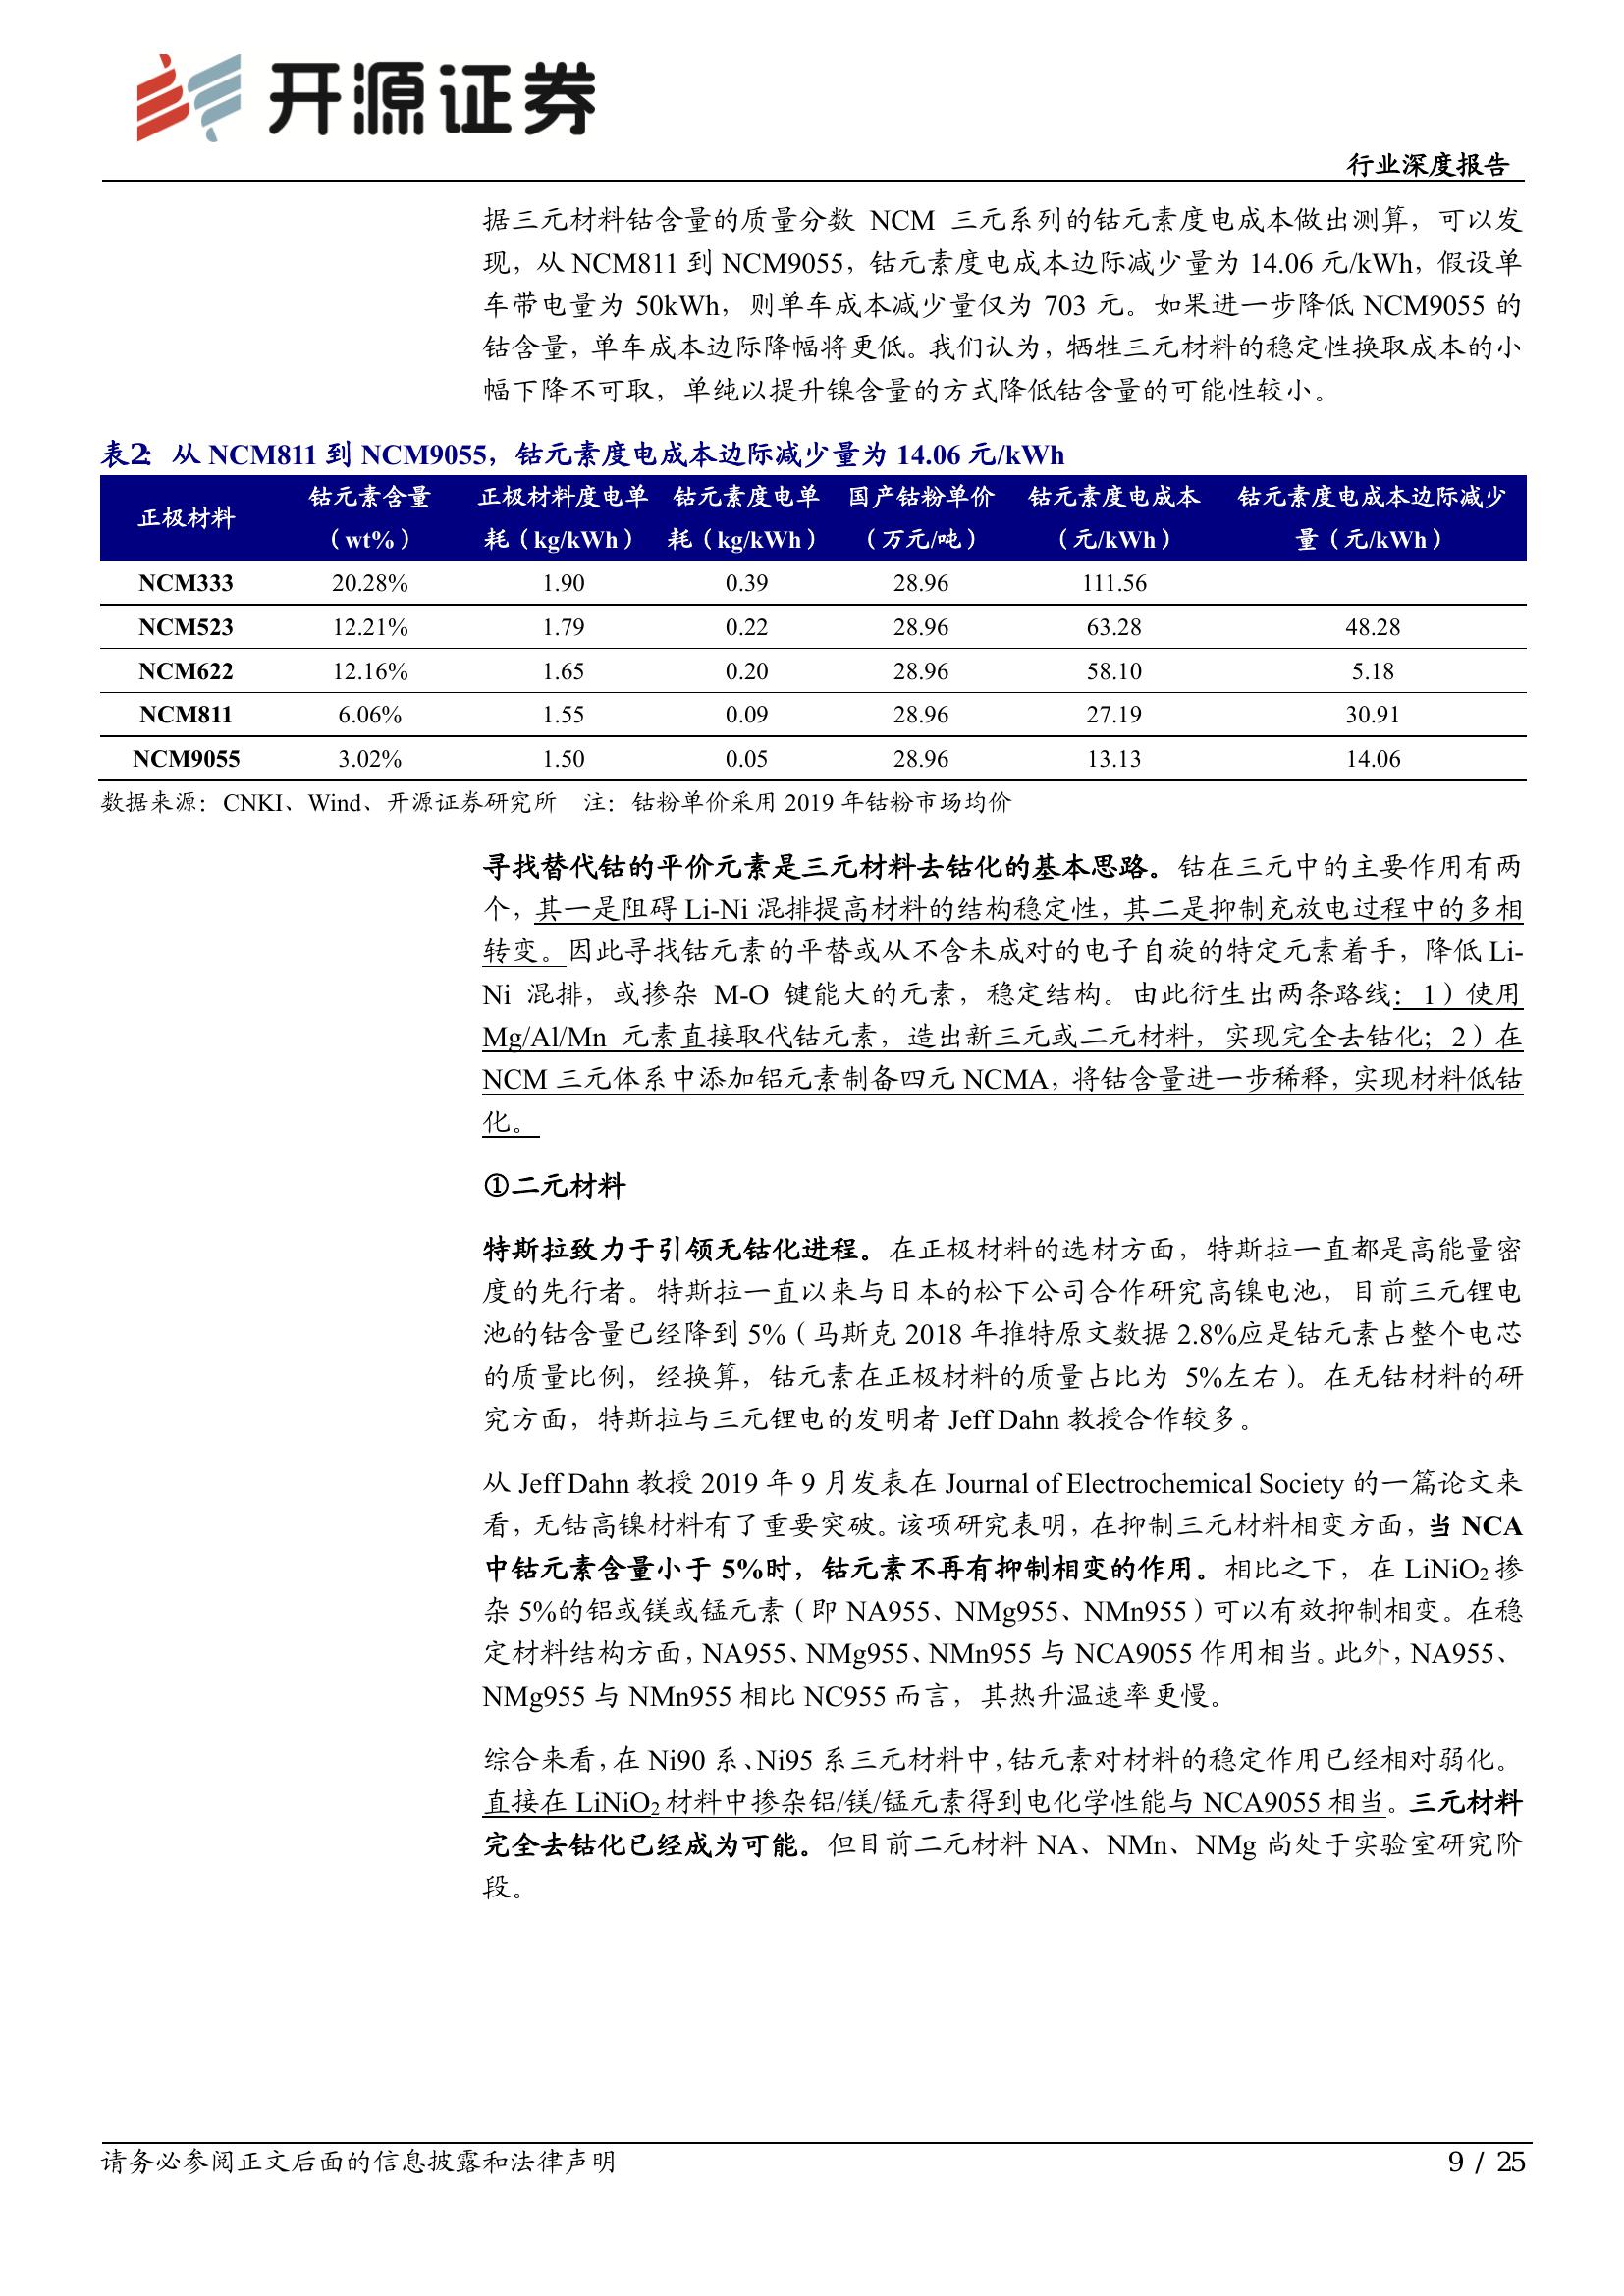 开源证券
行业深度报告
据三元材料钴含量的质量分数 NCM 三元系列的钴元素度电成本做出测算，可以发
现，从 NCM811 到 NCM9055，钴元素度电成本边际减少量为 14.06 元/kWh，假设单
车带电量为 50kWh，则单车成本减少量仅为 703 元。如果进一步降低 NCM9055 的
钴含量，单车成本边际降幅将更低。我们认为，牺牲三元材料的稳定性换取成本的小
幅下降不可取，单纯以提升镍含量的方式降低钴含量的可能性较小。
表2：从 NCM811 到 NCM9055，钴元素度电成本边际减少量为 14.06 元/kWh
正极材料 钴元素含量（wt%） 正极材料度电单耗（kg/kWh） 钴元素度电单耗（kg/kWh） 国产钴粉单价（万元/吨） 钴元素度电成本（元/kWh） 钴元素度电成本边际减少量（元/kWh）
NCM333 20.28% 1.90 0.39 28.96 111.56
NCM523 12.21% 1.79 0.22 28.96 63.28 48.28
NCM622 12.16% 1.65 0.20 28.96 58.10 5.18
NCM811 6.06% 1.55 0.09 28.96 27.19 30.91
NCM9055 3.02% 1.50 0.05 28.96 13.13 14.06
数据来源：CNKI、Wind、开源证券研究所 注：钴粉单价采用 2019 年钴粉市场均价
寻找替代钴的平价元素是三元材料去钴化的基本思路。钴在三元中的主要作用有两
个，其一是阻碍 Li-Ni 混排提高材料的结构稳定性，其二是抑制充放电过程中的多相
转变。因此寻找钴元素的平替或从不含未成对的电子自旋的特定元素着手，降低 Li-
Ni 混排，或掺杂 M-O 键能大的元素，稳定结构。由此衍生出两条路线：1）使用
Mg/Al/Mn 元素直接取代钴元素，造出新三元或二元材料，实现完全去钴化；2）在
NCM 三元体系中添加铝元素制备四元 NCMA，将钴含量进一步稀释，实现材料低钴
化。
①二元材料
特斯拉致力于引领无钴化进程。在正极材料的选材方面，特斯拉一直都是高能量密
度的先行者。特斯拉一直以来与日本的松下公司合作研究高镍电池，目前三元锂电
池的钴含量已经降到 5%（马斯克 2018 年推特原文数据 2.8%应是钴元素占整个电芯
的质量比例，经换算，钴元素在正极材料的质量占比为 5%左右）。在无钴材料的研
究方面，特斯拉与三元锂电的发明者 Jeff Dahn 教授合作较多。
从 Jeff Dahn 教授 2019 年 9 月发表在 Journal of Electrochemical Society 的一篇论文来
看，无钴高镍材料有了重要突破。该项研究表明，在抑制三元材料相变方面，当 NCA
中钴元素含量小于 5%时，钴元素不再有抑制相变的作用。相比之下，在 LiNiO2 掺
杂 5%的铝或镁或锰元素（即 NA955、NMg955、NMn955）可以有效抑制相变。在稳
定材料结构方面，NA955、NMg955、NMn955 与 NCA9055 作用相当。此外，NA955、
NMg955 与 NMn955 相比 NC955 而言，其热升温速率更慢。
综合来看，在 Ni90 系、Ni95 系三元材料中，钴元素对材料的稳定作用已经相对弱化。
直接在 LiNiO2 材料中掺杂铝/镁/锰元素得到电化学性能与 NCA9055 相当。三元材料
完全去钴化已经成为可能。但目前二元材料 NA、NMn、NMg 尚处于实验室研究阶
段。
请务必参阅正文后面的信息披露和法律声明
9 / 25